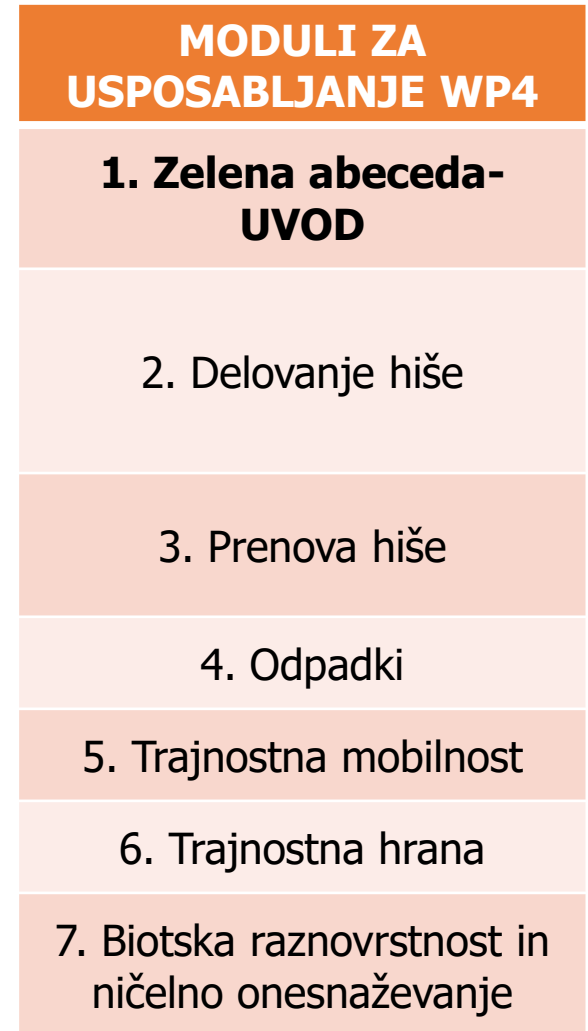 MODULI ZA
USPOSABLJANJE WP4
1. Zelena abeceda-
UVOD
2. Delovanje hiše
3. Prenova hiše
4. Odpadki
5. Trajnostna mobilnost
6. Trajnostna hrana
7. Biotska raznovrstnost in
ničelno onesnaževanje